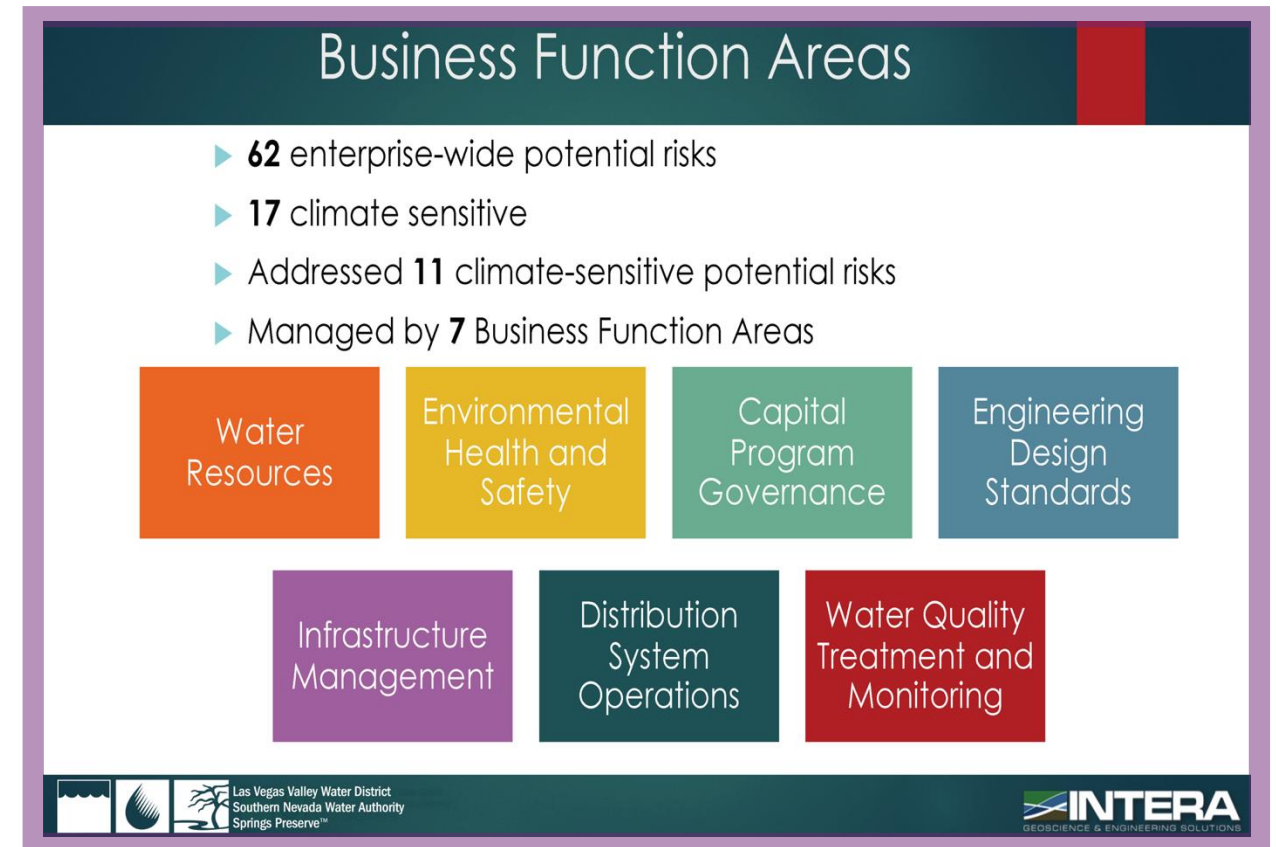 Business Function Areas
62 enterprise-wide potential risks
17 climate sensitive
Addressed 11 climate-sensitive potential risks
Managed by 7 Business Function Areas
Water
Resources
Environmental
Health and
Safety
Capital
Program
Governance
Engineering
Design
Standards
Infrastructure
Management
Distribution
System
Operations
Water Quality
Treatment and
Monitoring
Las Vegas Valley Water District
Southern Nevada Water Authority
Springs Preserve™
INTERA
GEOSCIENCE & ENGINEERING SOLUTIONS